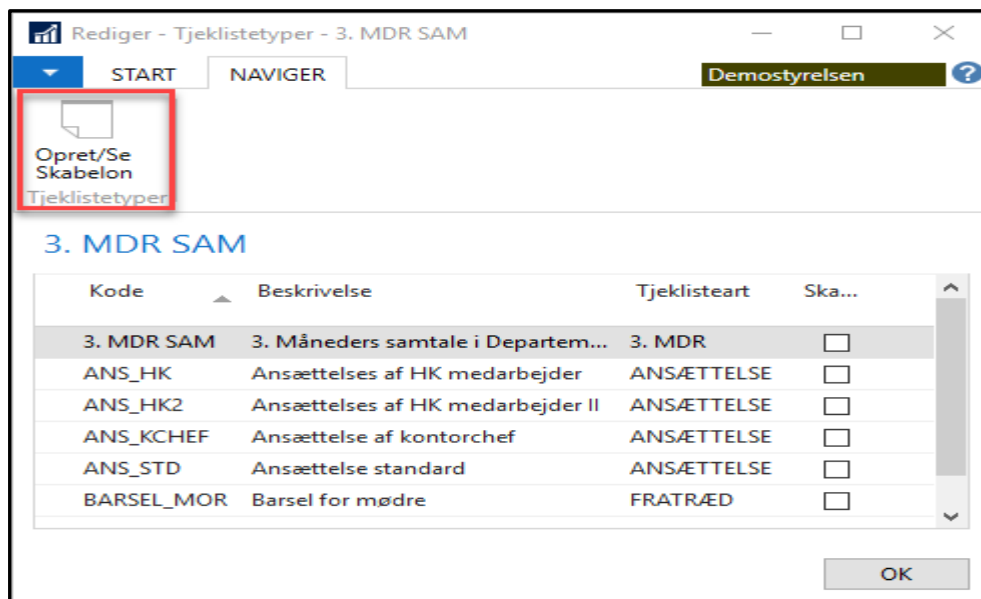 Rediger - Tjeklistetyper - 3. MDR SAM
START NAVIGER Demostyrelsen ?
Opret/Se
Skabelon
Tjeklistetyper
3. MDR SAM
Kode Beskrivelse Tjeklisteart Ska...
3. MDR SAM 3. Måneders samtale i Departem... 3. MDR
ANS_HK Ansættelses af HK medarbejder ANSÆTTELSE
ANS_HK2 Ansættelses af HK medarbejder II ANSÆTTELSE
ANS_KCHEF Ansættelse af kontorchef ANSÆTTELSE
ANS_STD Ansættelse standard ANSÆTTELSE
BARSEL_MOR Barsel for mødre FRATRÆD
OK